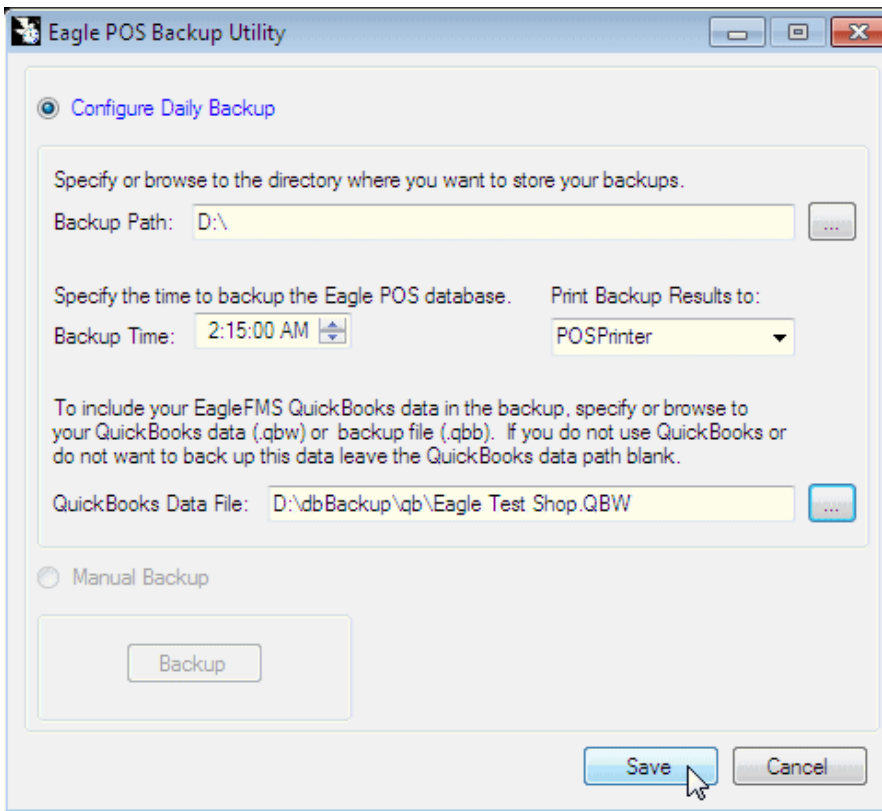 Eagle POS Backup Utility
Configure Daily Backup
Specify or browse to the directory where you want to store your backups.
Backup Path: D:\ ...
Specify the time to backup the Eagle POS database. Print Backup Results to:
Backup Time: 2:15:00 AM POSPrinter
To include your EagleFMS QuickBooks data in the backup, specify or browse to
your QuickBooks data (.qbw) or backup file (.qbb). If you do not use QuickBooks or
do not want to back up this data leave the QuickBooks data path blank.
QuickBooks Data File: D:\dbBackup\qb\Eagle Test Shop.QBW ...
Manual Backup
Backup
Save Cancel